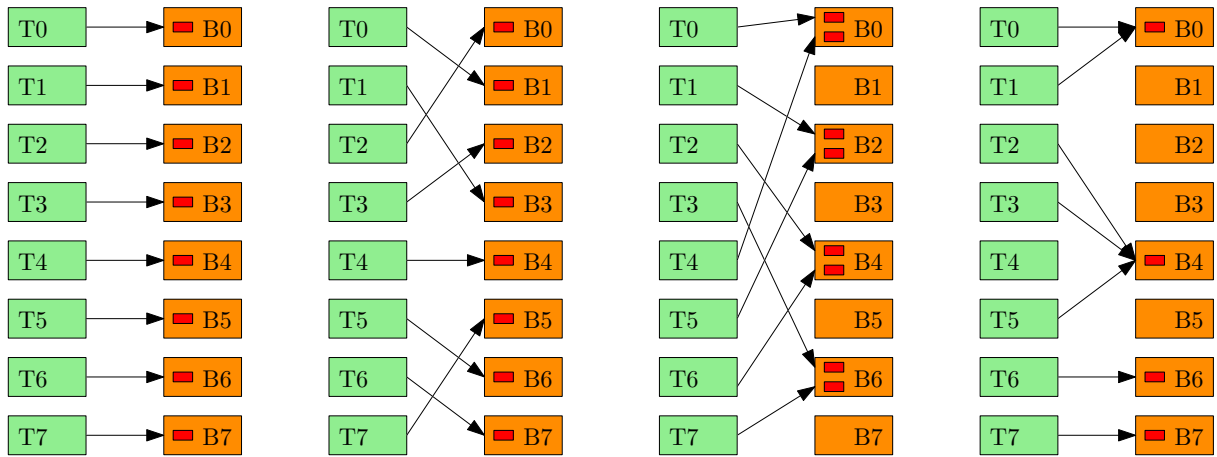 T0 B0 T0 B0 T0 B0 T0 B0
T1 B1 T1 B1 T1 B1 T1 B1
T2 B2 T2 B2 T2 B2 T2 B2
T3 B3 T3 B3 T3 B3 T3 B3
T4 B4 T4 B4 T4 B4 T4 B4
T5 B5 T5 B5 T5 B5 T5 B5
T6 B6 T6 B6 T6 B6 T6 B6
T7 B7 T7 B7 T7 B7 T7 B7